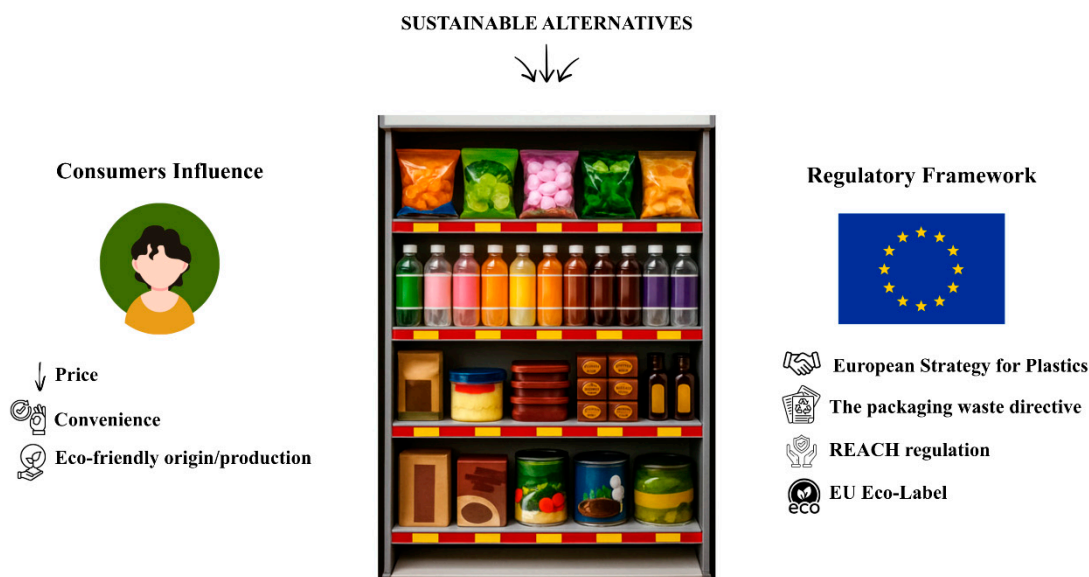 SUSTAINABLE ALTERNATIVES
Consumers Influence
Price
Convenience
Eco-friendly origin/production
Regulatory Framework
European Strategy for Plastics
The packaging waste directive
REACH regulation
eco
EU Eco-Label